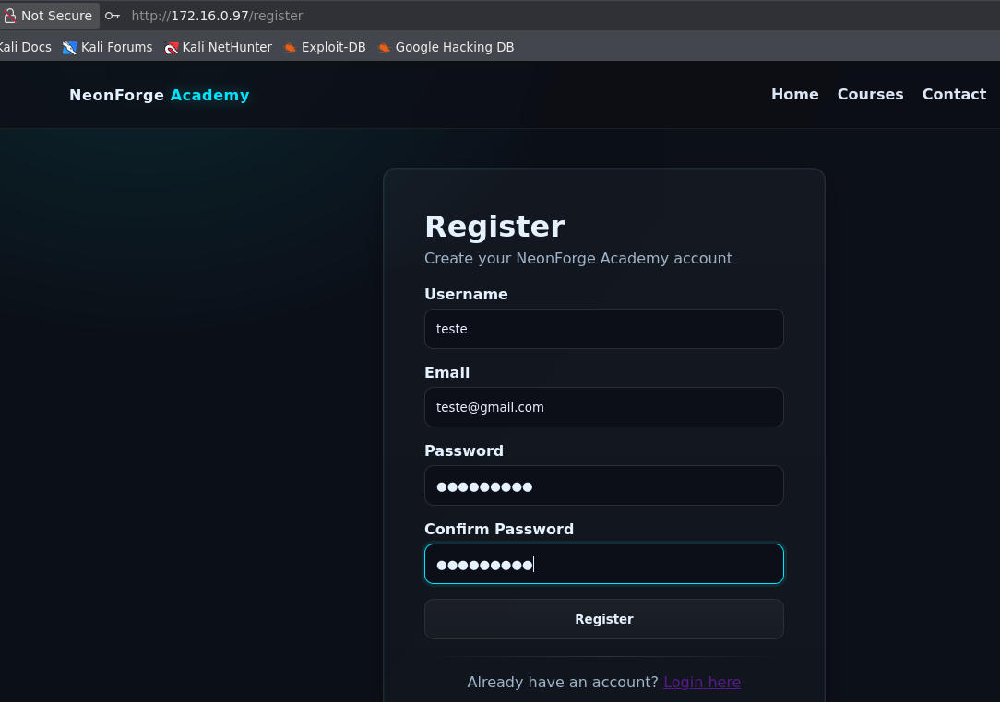 Not Secure http://172.16.0.97/register
Kali Docs Kali Forums Kali NetHunter Exploit-DB Google Hacking DB
NeonForge Academy Home Courses Contact
Register
Create your NeonForge Academy account
Username
teste
Email
teste@gmail.com
Password
●●●●●●●●●
Confirm Password
●●●●●●●●●
Register
Already have an account? Login here